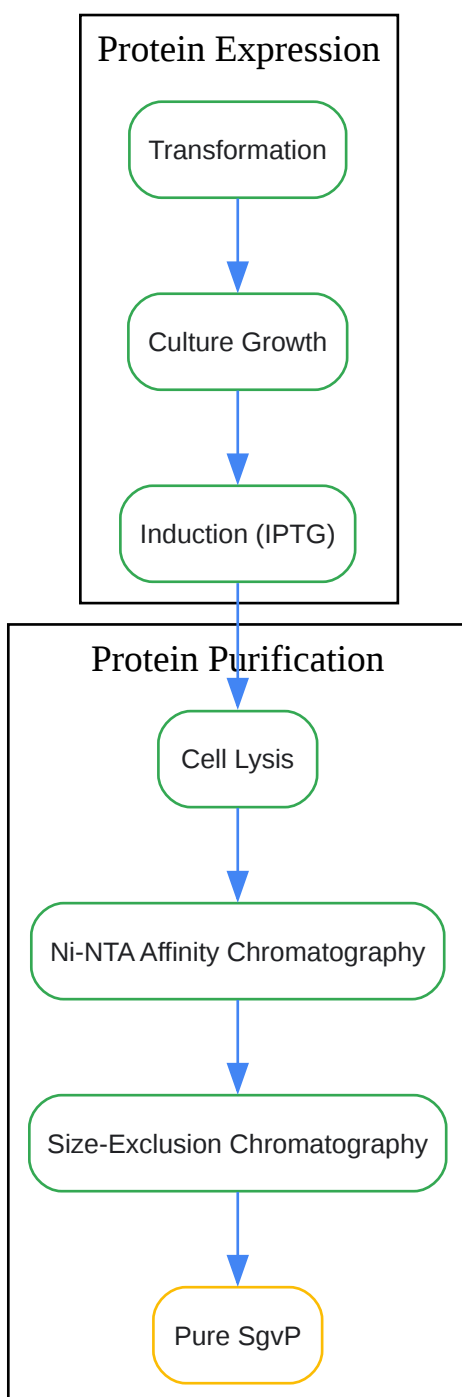 Protein Expression
Transformation
Culture Growth
Induction (IPTG)
Protein Purification
Cell Lysis
Ni-NTA Affinity Chromatography
Size-Exclusion Chromatography
Pure SgvP